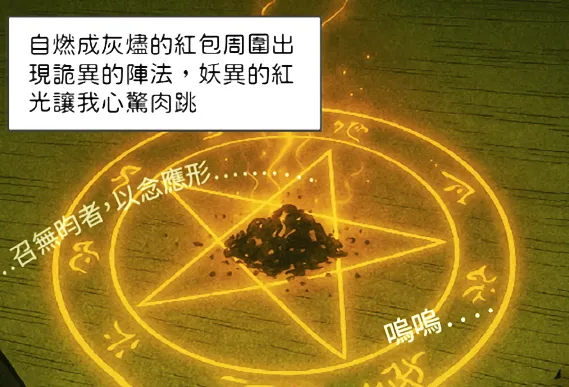 自燃成灰燼的紅包周圍出
現詭異的陣法，妖異的紅
光讓我心驚肉跳
..召無昀者,以念應形..........
嗚嗚....